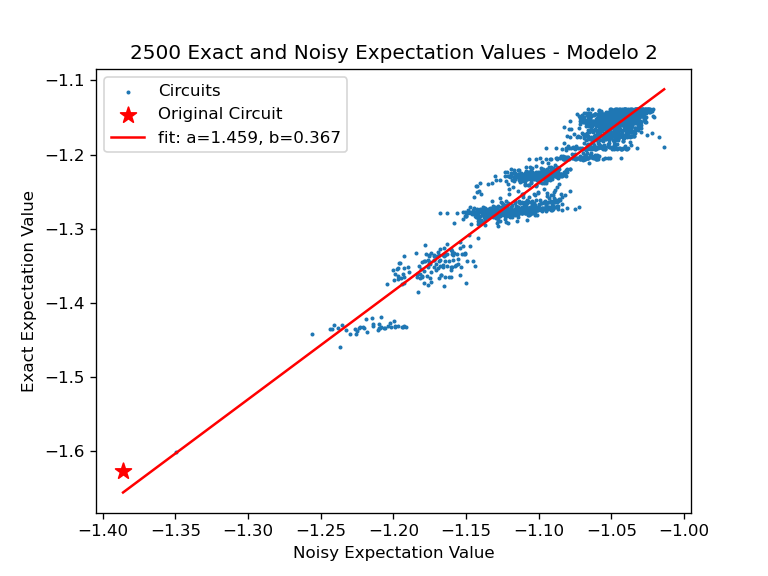 2500 Exact and Noisy Expectation Values - Modelo 2
Circuits
Original Circuit
fit: a=1.459, b=0.367
Exact Expectation Value
−1.1
−1.2
−1.3
−1.4
−1.5
−1.6
−1.40 −1.35 −1.30 −1.25 −1.20 −1.15 −1.10 −1.05 −1.00
Noisy Expectation Value